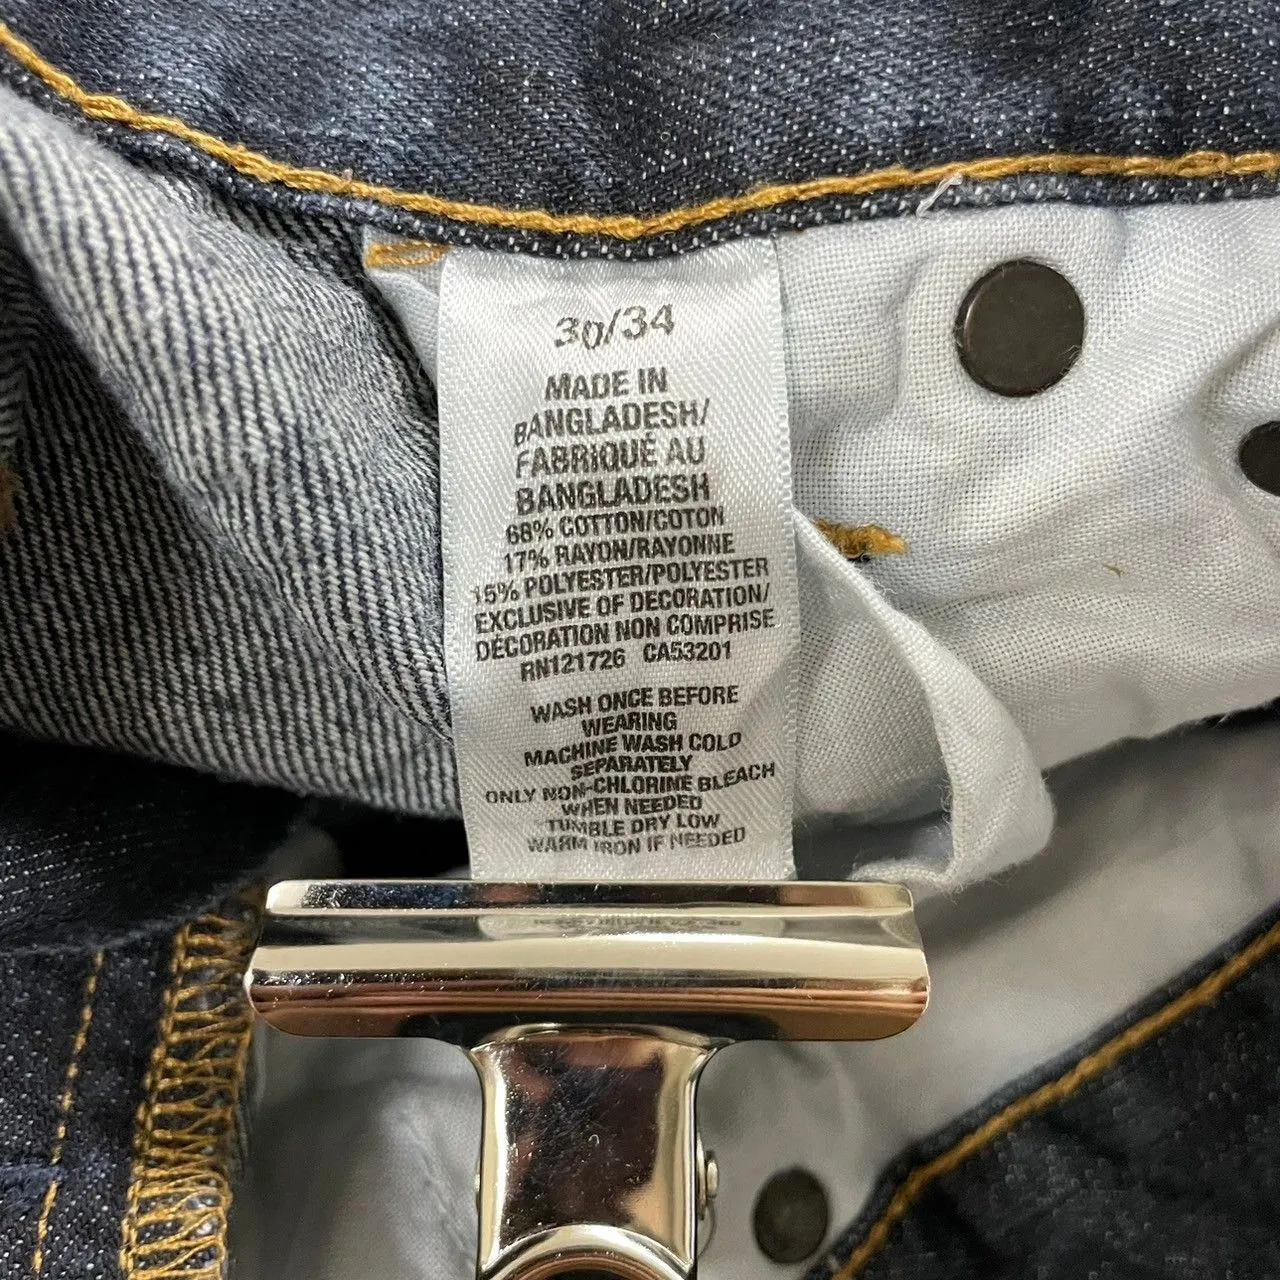 30/34
MADE IN
BANGLADESH/
FABRIQUÉ AU
BANGLADESH
68% COTTON/COTON
17% RAYON/RAYONNE
15% POLYESTER/POLYESTER
EXCLUSIVE OF DECORATION/
DÉCORATION NON COMPRISE
RN121726 CA53201
WASH ONCE BEFORE
WEARING
MACHINE WASH COLD
SEPARATELY
ONLY NON-CHLORINE BLEACH
WHEN NEEDED
TUMBLE DRY LOW
WARM IRON IF NEEDED